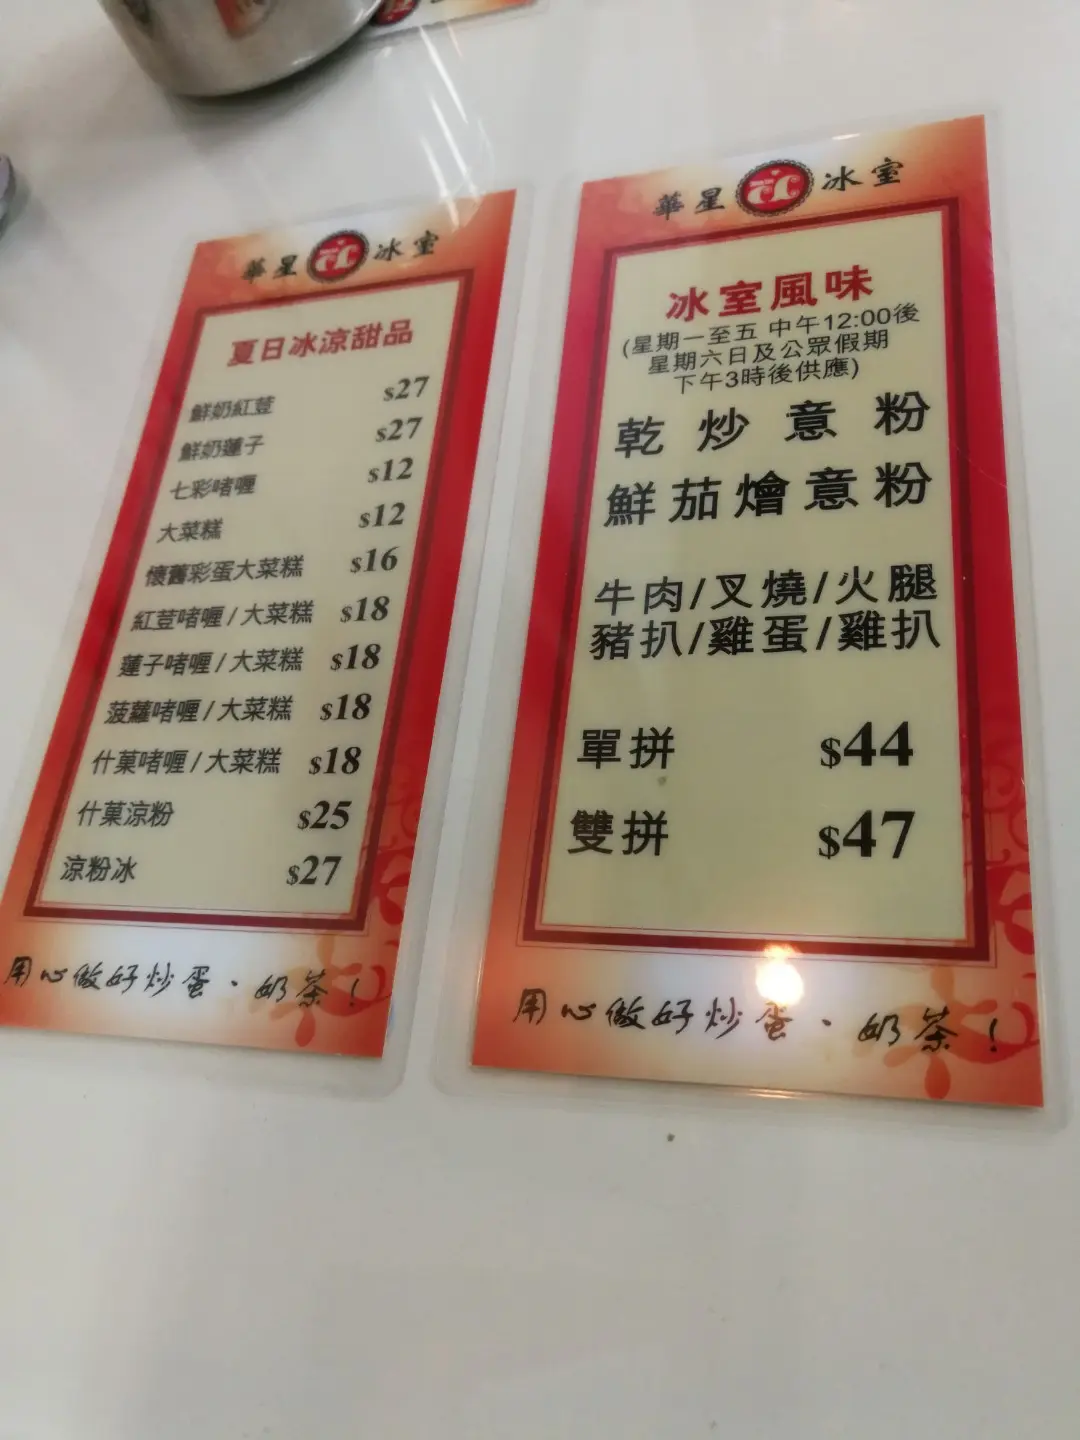 華星 冰室
夏日冰涼甜品
鮮奶紅荳 $27
鮮奶蓮子 $27
七彩啫喱 $12
大菜糕 $12
懷舊彩蛋大菜糕 $16
紅荳啫喱/大菜糕 $18
蓮子啫喱/大菜糕 $18
菠蘿啫喱/大菜糕 $18
什菓啫喱/大菜糕 $18
什菓涼粉 $25
涼粉冰 $27
用心做好炒蛋、奶茶!
華星 冰室
冰室風味
(星期一至五 中午12:00後
星期六日及公眾假期
下午3時後供應)
乾炒意粉
鮮茄燴意粉
牛肉/叉燒/火腿
豬扒/雞蛋/雞扒
單拼 $44
雙拼 $47
用心做好炒蛋、奶茶!